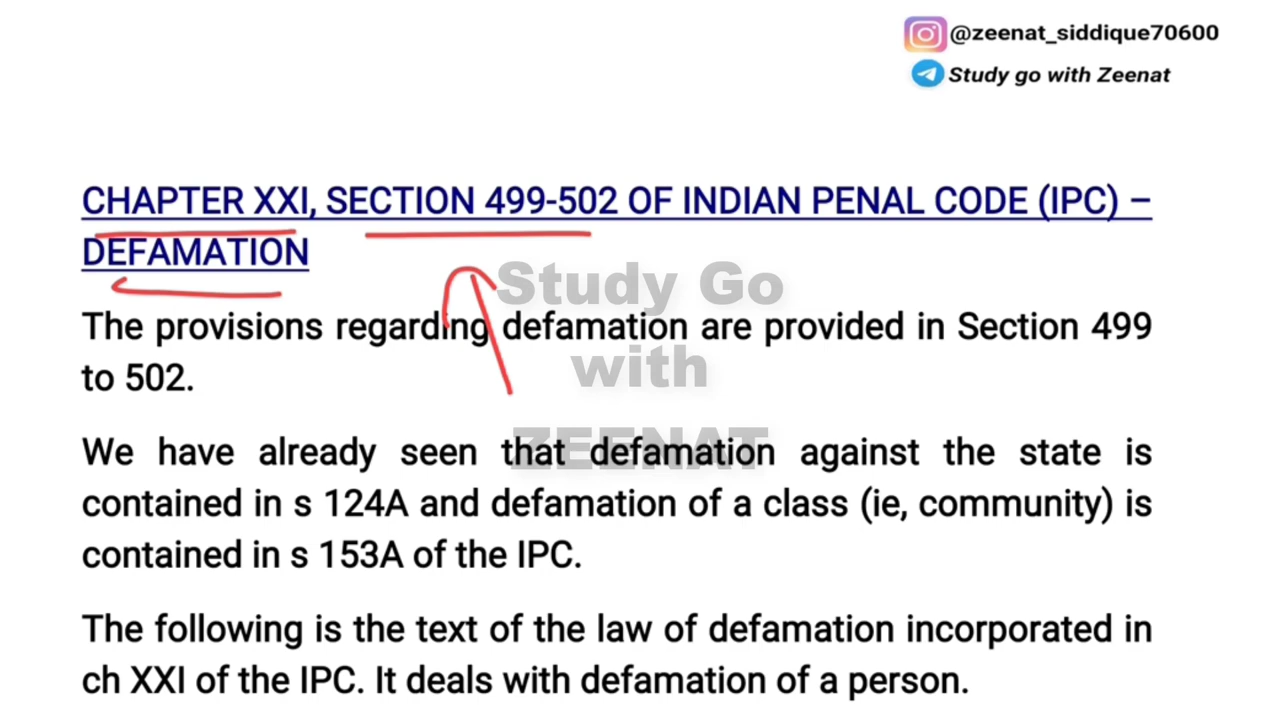 @zeenat_siddique70600
Study go with Zeenat
CHAPTER XXI, SECTION 499-502 OF INDIAN PENAL CODE (IPC) –
DEFAMATION
Study Go
with
ZEENAT
The provisions regarding defamation are provided in Section 499
to 502.
We have already seen that defamation against the state is
contained in s 124A and defamation of a class (ie, community) is
contained in s 153A of the IPC.
The following is the text of the law of defamation incorporated in
ch XXI of the IPC. It deals with defamation of a person.